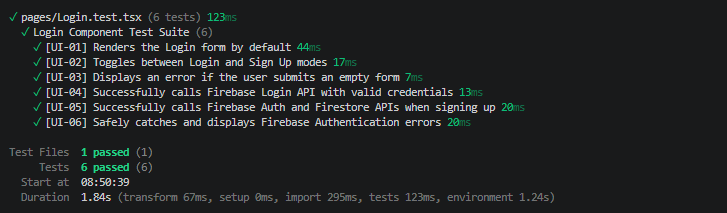 ✓ pages/Login.test.tsx (6 tests) 123ms
✓ Login Component Test Suite (6)
✓ [UI-01] Renders the Login form by default 44ms
✓ [UI-02] Toggles between Login and Sign Up modes 17ms
✓ [UI-03] Displays an error if the user submits an empty form 7ms
✓ [UI-04] Successfully calls Firebase Login API with valid credentials 13ms
✓ [UI-05] Successfully calls Firebase Auth and Firestore APIs when signing up 20ms
✓ [UI-06] Safely catches and displays Firebase Authentication errors 20ms
Test Files 1 passed (1)
Tests 6 passed (6)
Start at 08:50:39
Duration 1.84s (transform 67ms, setup 0ms, import 295ms, tests 123ms, environment 1.24s)